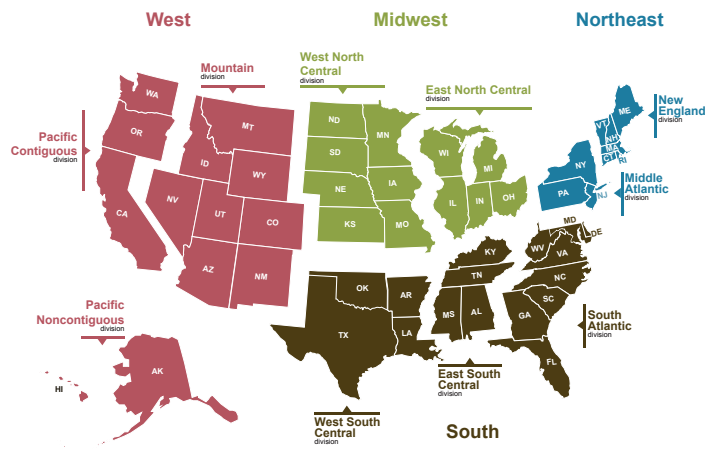 West
Midwest
Northeast
Mountain
division
West North
Central
division
East North Central
division
New
England
division
Pacific
Contiguous
division
Middle
Atlantic
division
WA
OR
CA
MT
ID
WY
NV
UT
CO
AZ
NM
ND
SD
NE
KS
MN
IA
MO
WI
MI
IL
IN
OH
ME
VT
NH
MA
CT
RI
NY
PA
NJ
MD
DE
WV
VA
KY
NC
TN
SC
OK
AR
MS
AL
GA
TX
LA
FL
Pacific
Noncontiguous
division
AK
HI
South
Atlantic
division
East South
Central
division
West South
Central
division
South